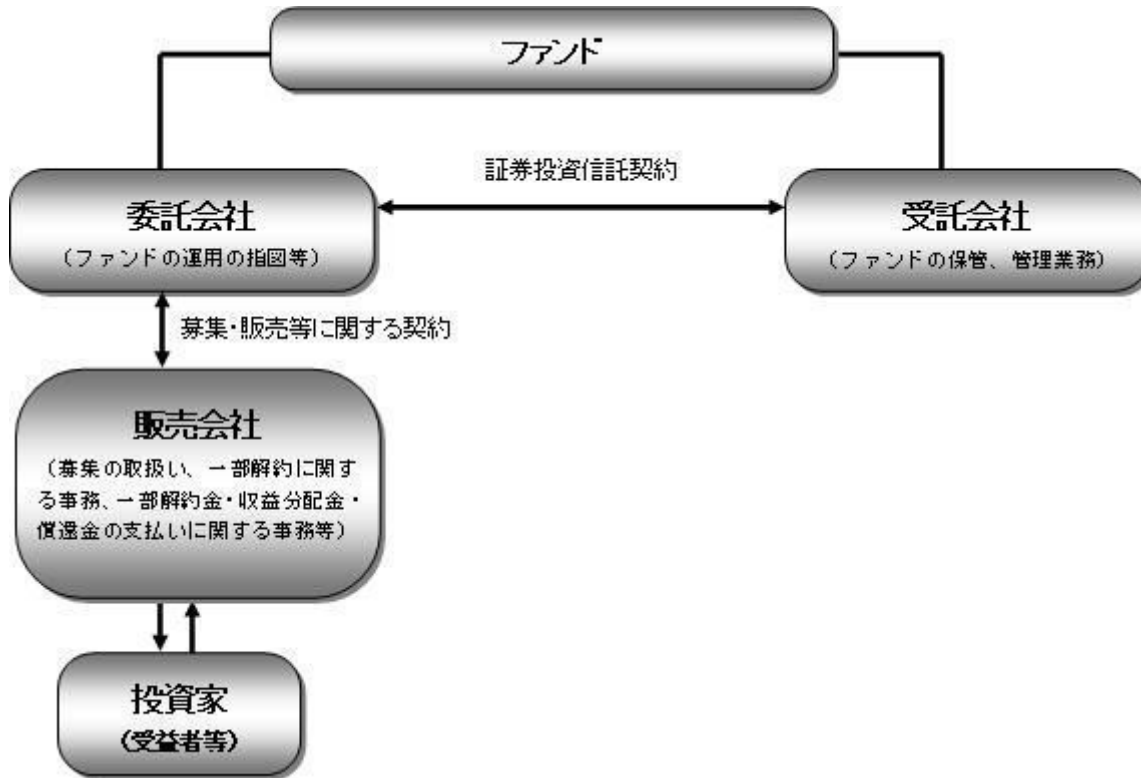 ファンド
証券投資信託契約
委託会社
（ファンドの運用の指図等）
受託会社
（ファンドの保管、管理業務）
募集・販売等に関する契約
販売会社
（募集の取扱い、一部解約に関す
る事務、一部解約金・収益分配金・
償還金の支払いに関する事務等）
投資家
（受益者等）